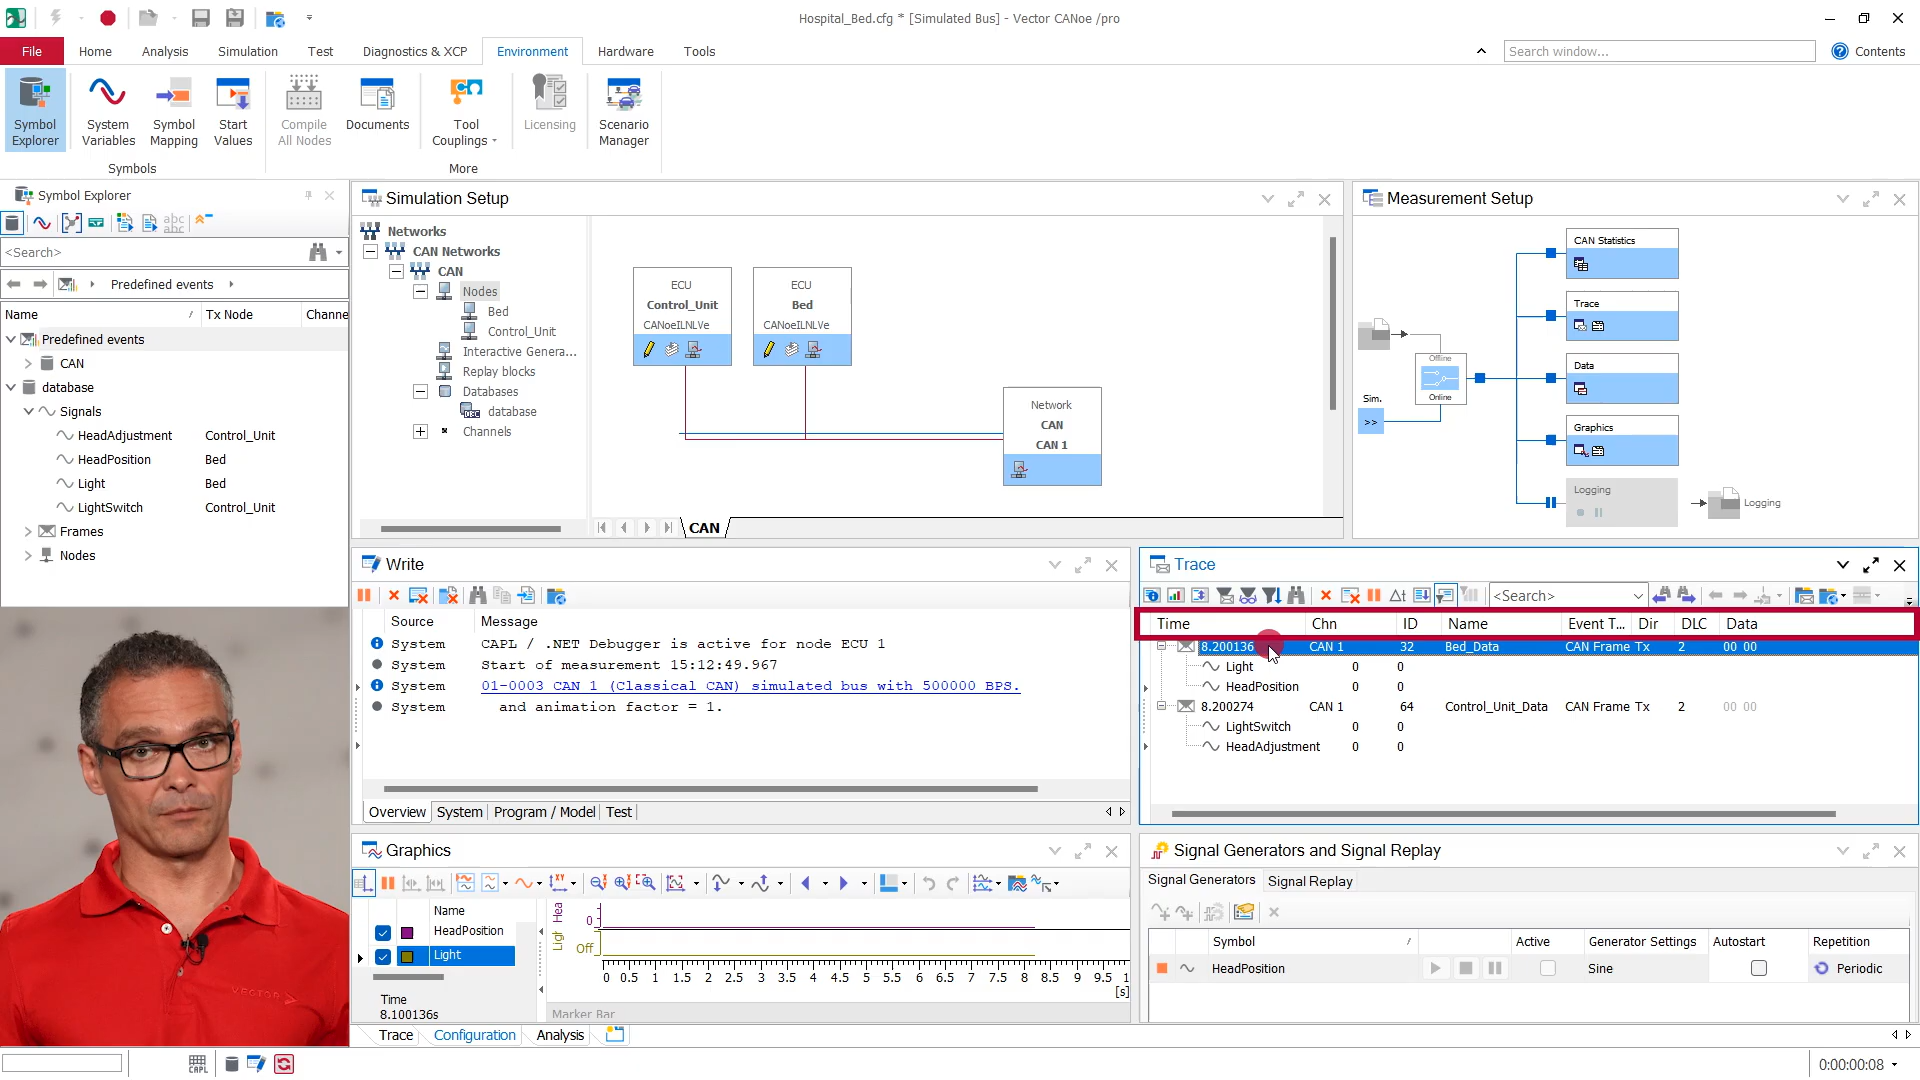 Hospital_Bed.cfg * [Simulated Bus] - Vector CANoe /pro
File Home Analysis Simulation Test Diagnostics & XCP Environment Hardware Tools Search window... Contents
Symbol Explorer
System Variables
Symbol Mapping
Start Values
Compile All Nodes
Documents
Tool Couplings
Licensing
Scenario Manager
Symbols
More
Symbol Explorer
<Search>
Predefined events
Name / Tx Node Channe
Predefined events
CAN
database
Signals
HeadAdjustment Control_Unit
HeadPosition Bed
Light Bed
LightSwitch Control_Unit
Frames
Nodes
Simulation Setup
Networks
CAN Networks
CAN
Nodes
Bed
Control_Unit
Interactive Genera...
Replay blocks
Databases
database
Channels
ECU
Control_Unit
CANoeILNLVe
ECU
Bed
CANoeILNLVe
Network
CAN
CAN 1
CAN
Measurement Setup
Offline
Online
Sim.
>>
CAN Statistics
Trace
Data
Graphics
Logging
Logging
Write
Source Message
System CAPL / .NET Debugger is active for node ECU 1
System Start of measurement 15:12:49.967
System 01-0003 CAN 1 (Classical CAN) simulated bus with 500000 BPS.
System and animation factor = 1.
Overview System Program / Model Test
Trace
Δt <Search>
Time Chn ID Name Event T... Dir DLC Data
8.200136 CAN 1 32 Bed_Data CAN Frame Tx 2 00 00
Light 0 0
HeadPosition 0 0
8.200274 CAN 1 64 Control_Unit_Data CAN Frame Tx 2 00 00
LightSwitch 0 0
HeadAdjustment 0 0
Graphics
Name
HeadPosition
Light
Time
8.100136s
Hea
0
Ligh
Off
0 0.5 1 1.5 2 2.5 3 3.5 4 4.5 5 5.5 6 6.5 7 7.5 8 8.5 9 9.5 1
[s]
Marker Bar
Signal Generators and Signal Replay
Signal Generators Signal Replay
Symbol / Active Generator Settings Autostart Repetition
HeadPosition Sine Periodic
Trace Configuration Analysis
VECTOR
CAPL
0:00:00:08